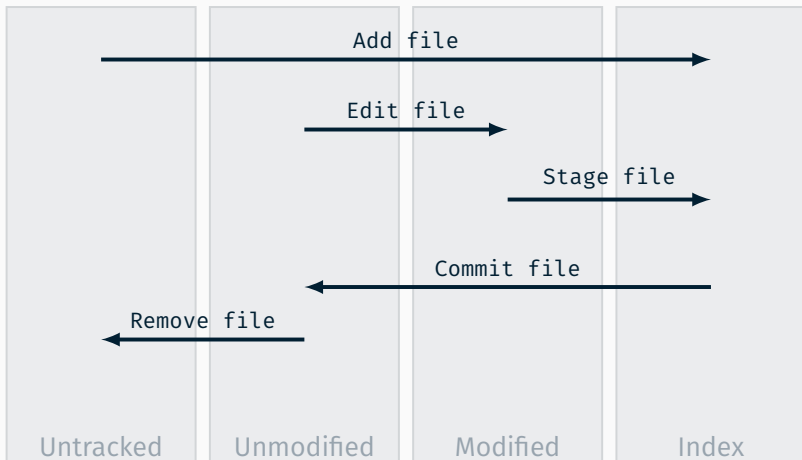 Add file
Edit file
Stage file
Commit file
Remove file
Untracked Unmodified Modified Index